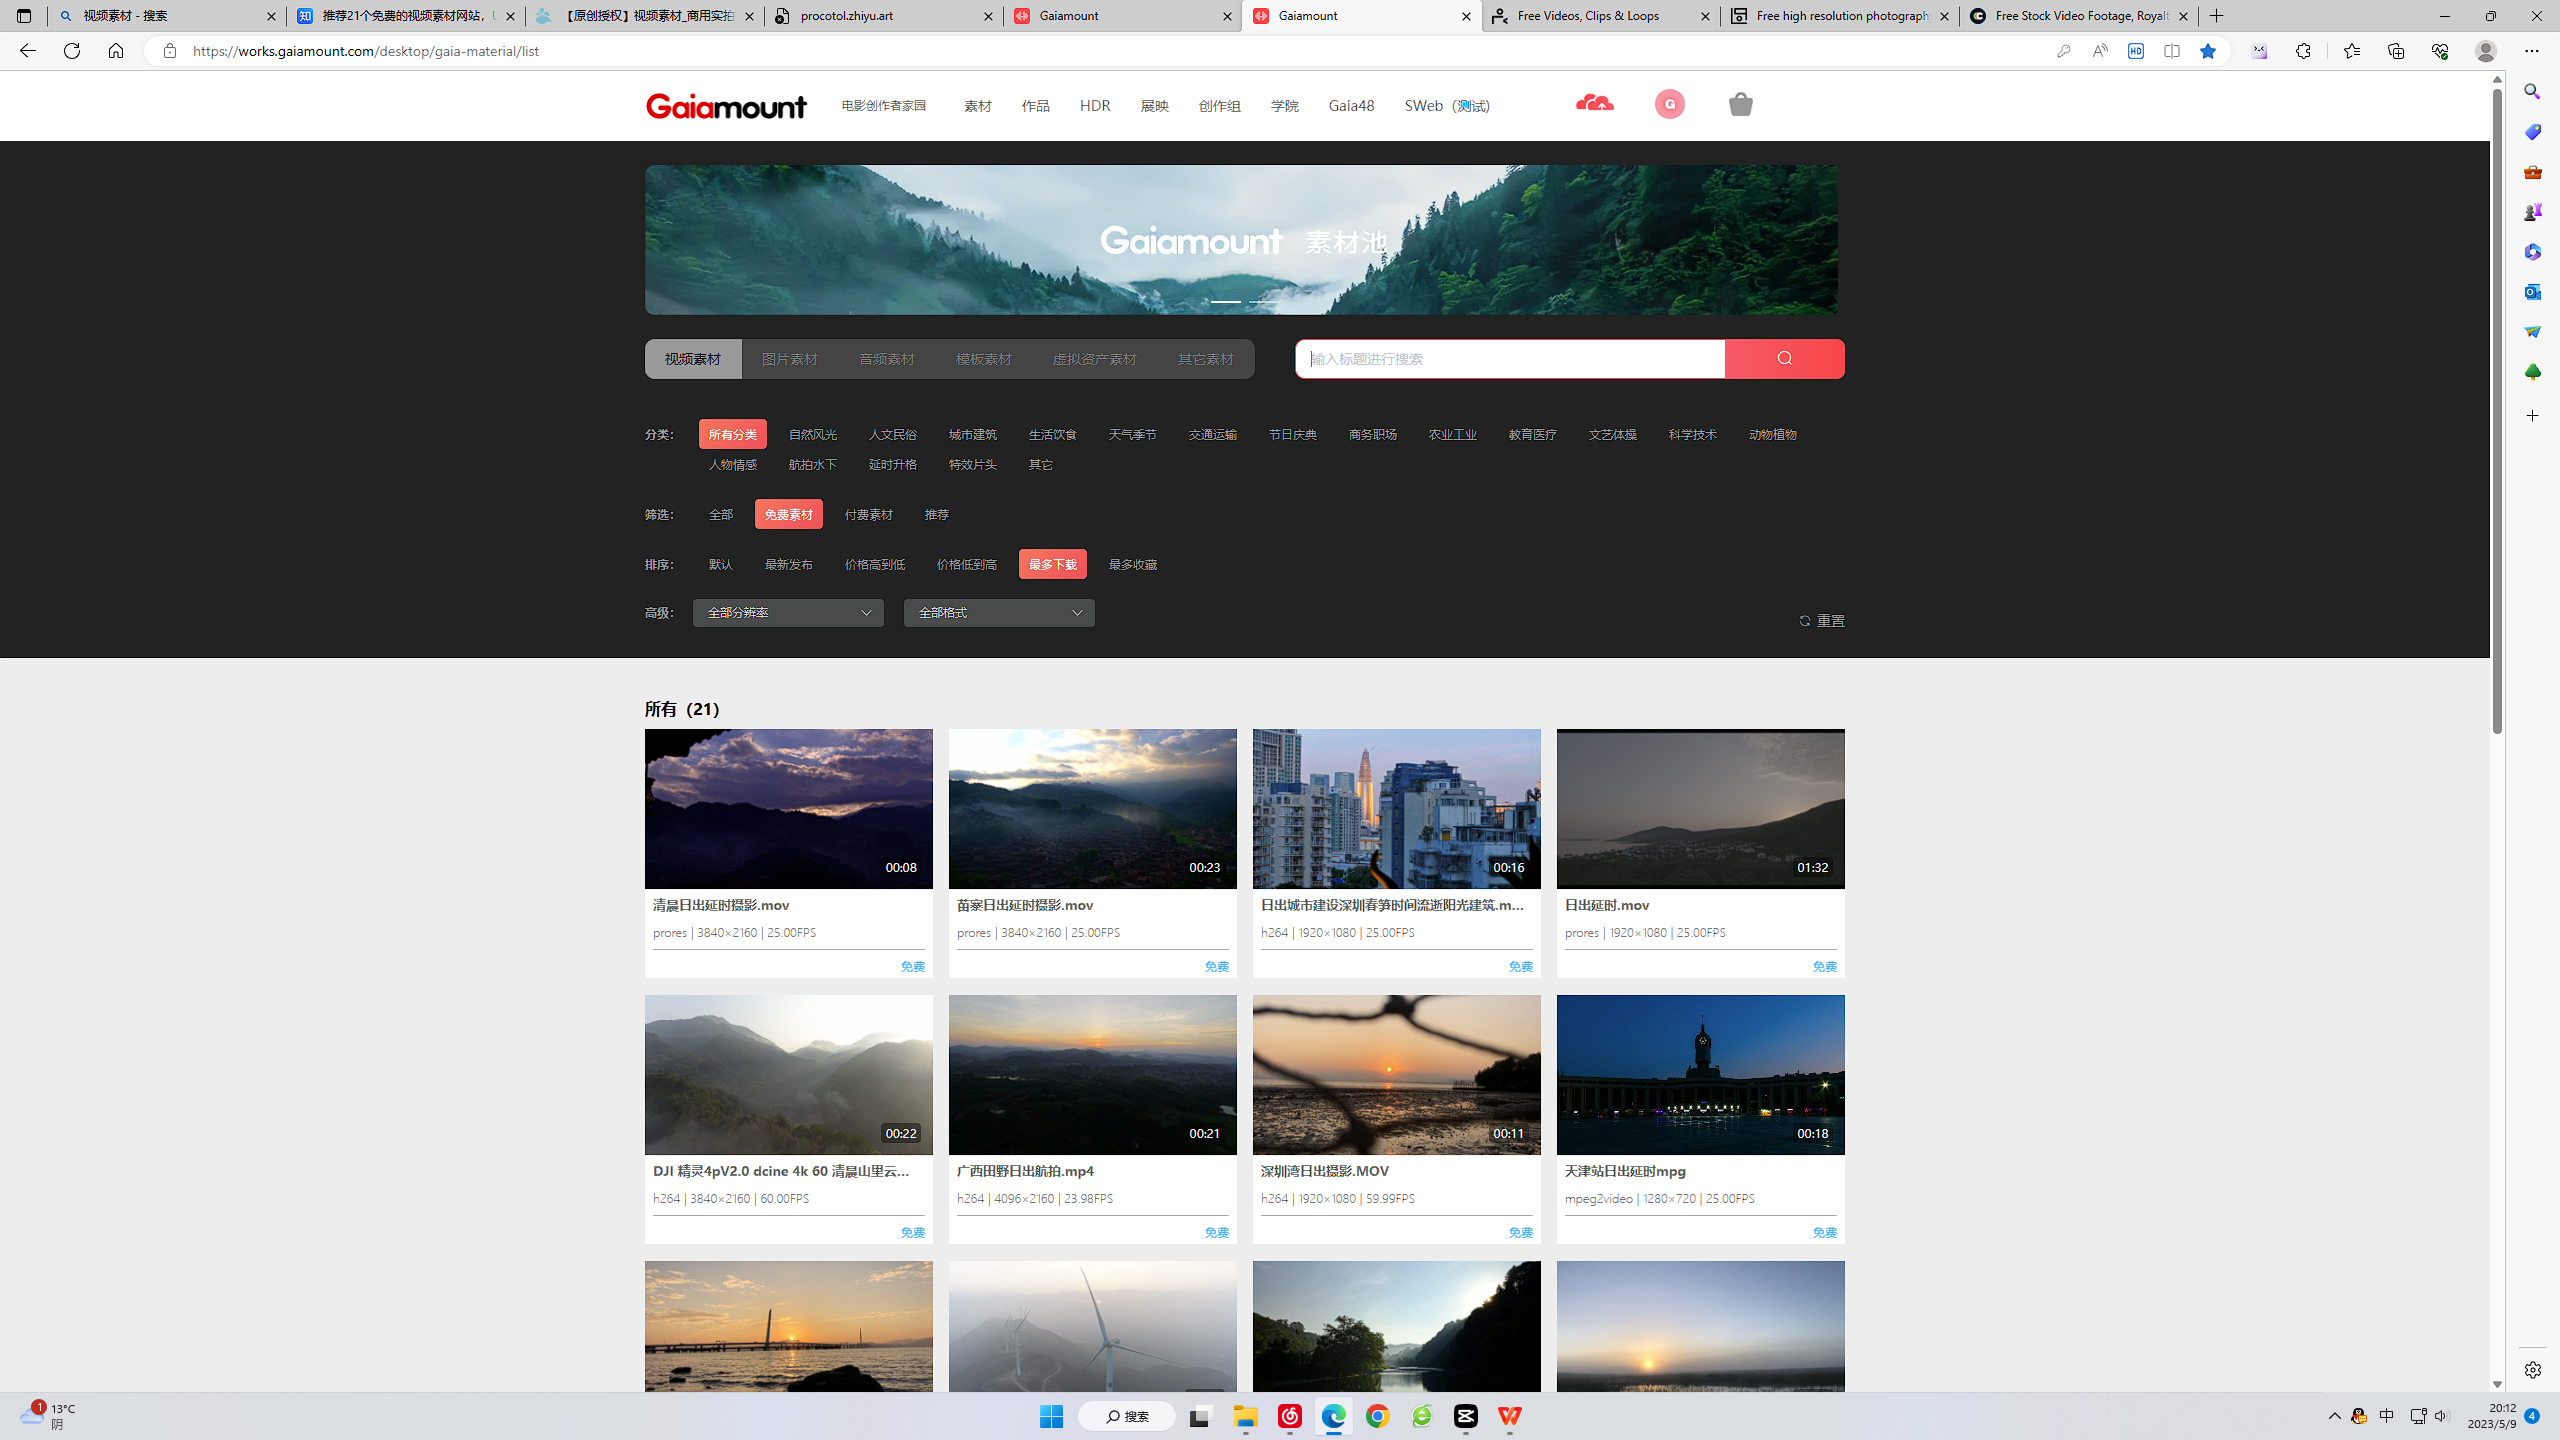 视频素材 - 搜索
推荐21个免费的视频素材网站，
【原创授权】视频素材_商用实拍
procotol.zhiyu.art
Gaiamount
Gaiamount
Free Videos, Clips & Loops
Free high resolution photograph
Free Stock Video Footage, Royalt
https://works.gaiamount.com/desktop/gaia-material/list
Gaiamount 电影创作者家园 素材 作品 HDR 展映 创作组 学院 Gaia48 SWeb（测试） G
Gaiamount 素材池
视频素材 图片素材 音频素材 模板素材 虚拟资产素材 其它素材 输入标题进行搜索
分类： 所有分类 自然风光 人文民俗 城市建筑 生活饮食 天气季节 交通运输 节日庆典 商务职场 农业工业 教育医疗 文艺体操 科学技术 动物植物
人物情感 航拍水下 延时升格 特效片头 其它
筛选： 全部 免费素材 付费素材 推荐
排序： 默认 最新发布 价格高到低 价格低到高 最多下载 最多收藏
高级： 全部分辨率 全部格式 重置
所有（21）
00:08 00:23 00:16 01:32
清晨日出延时摄影.mov 苗寨日出延时摄影.mov 日出城市建设深圳春笋时间流逝阳光建筑.m... 日出延时.mov
prores | 3840×2160 | 25.00FPS prores | 3840×2160 | 25.00FPS h264 | 1920×1080 | 25.00FPS prores | 1920×1080 | 25.00FPS
免费 免费 免费 免费
00:22 00:21 00:11 00:18
DJI 精灵4pV2.0 dcine 4k 60 清晨山里云... 广西田野日出航拍.mp4 深圳湾日出摄影.MOV 天津站日出延时mpg
h264 | 3840×2160 | 60.00FPS h264 | 4096×2160 | 23.98FPS h264 | 1920×1080 | 59.99FPS mpeg2video | 1280×720 | 25.00FPS
免费 免费 免费 免费
1 13°C
阴
搜索
中
20:12
2023/5/9
4